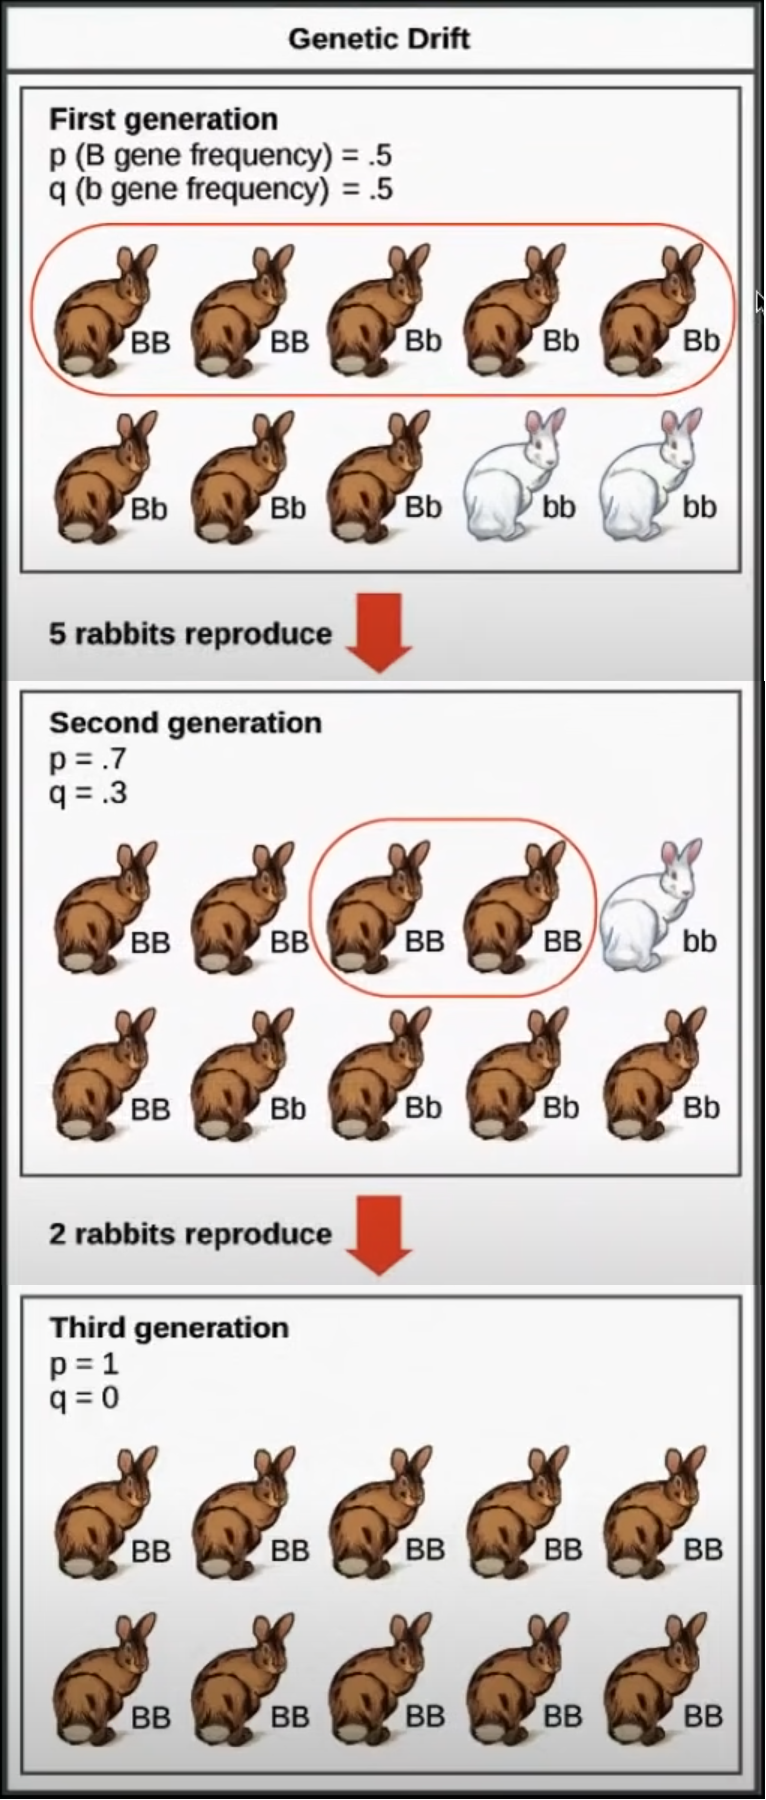 Genetic Drift
First generation
p (B gene frequency) = .5
q (b gene frequency) = .5
BB BB Bb Bb Bb
Bb Bb Bb bb bb
5 rabbits reproduce
Second generation
p = .7
q = .3
BB BB BB BB bb
BB Bb Bb Bb Bb
2 rabbits reproduce
Third generation
p = 1
q = 0
BB BB BB BB BB
BB BB BB BB BB